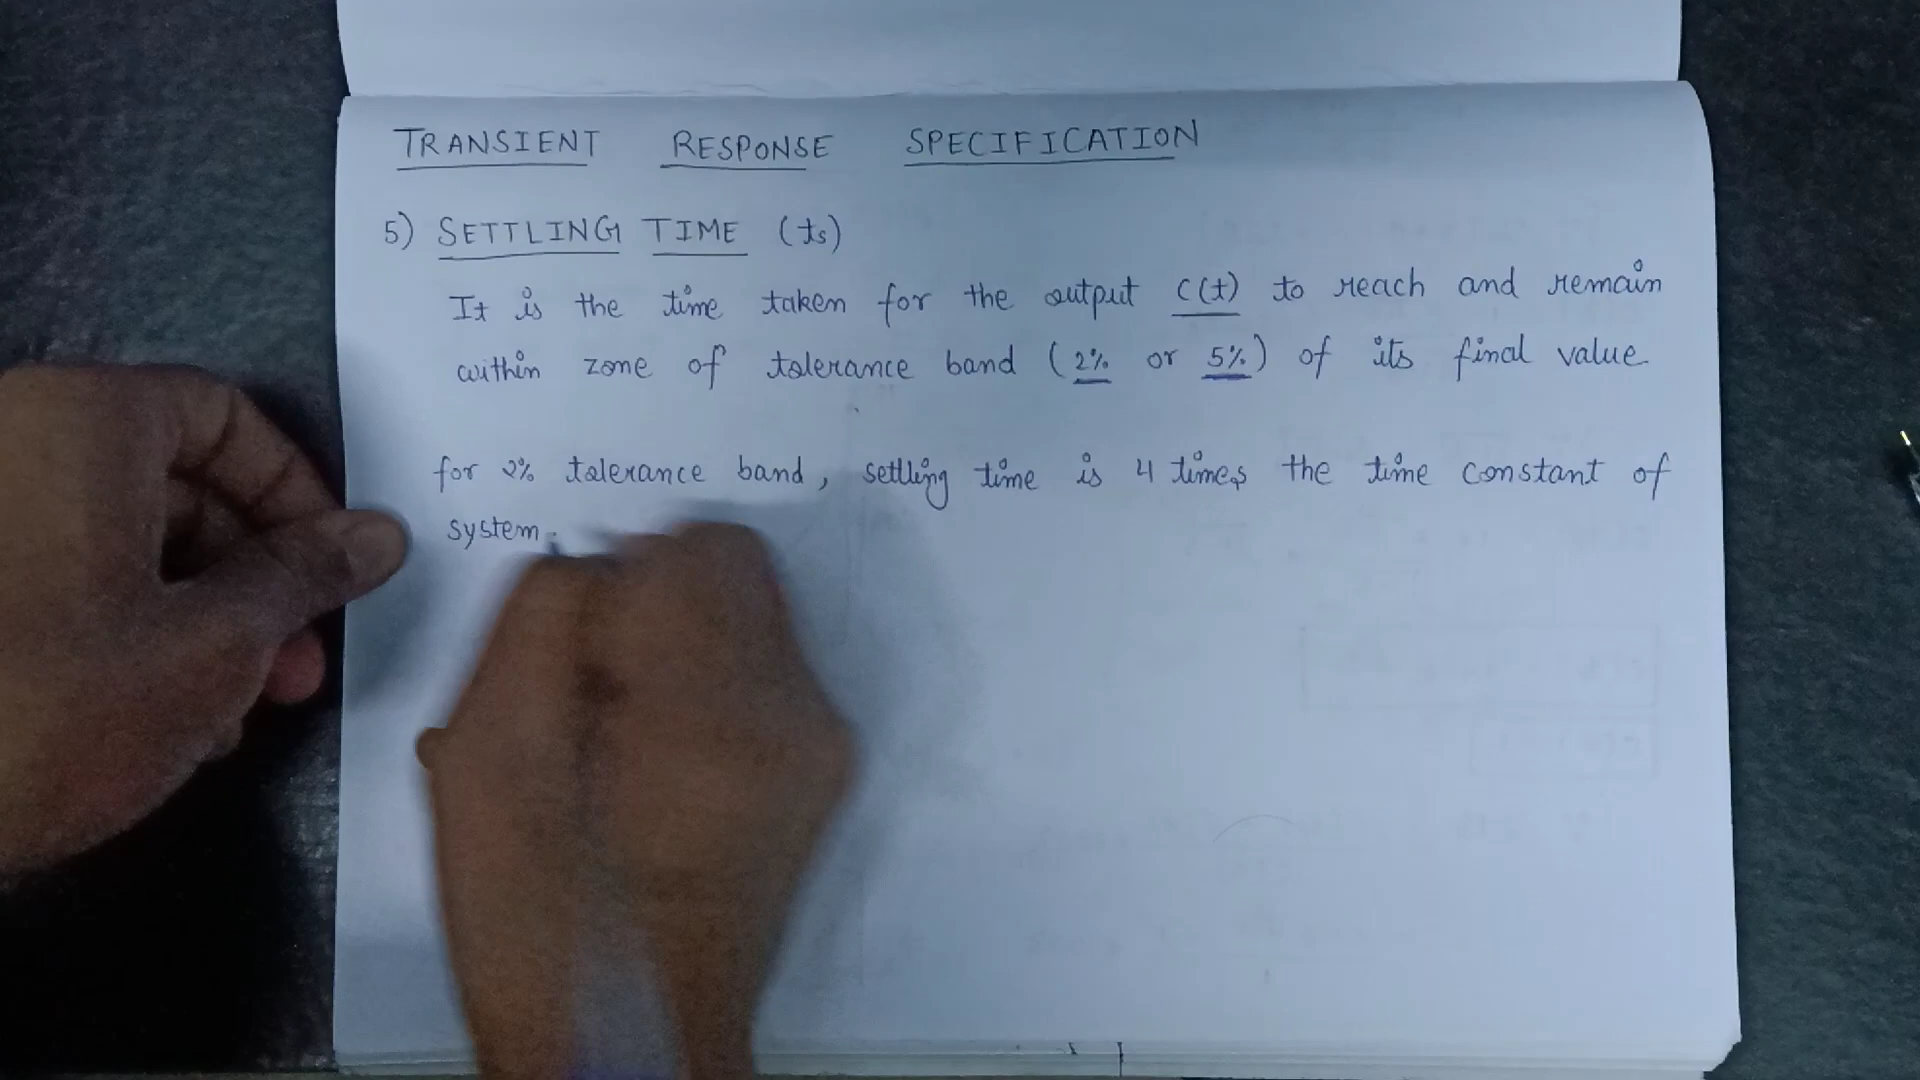 TRANSIENT RESPONSE SPECIFICATION
5) SETTLING TIME (ts)
It is the time taken for the output c(t) to reach and remain
within zone of tolerance band (2% or 5%) of its final value
for 2% tolerance band, settling time is 4 times the time constant of
system.